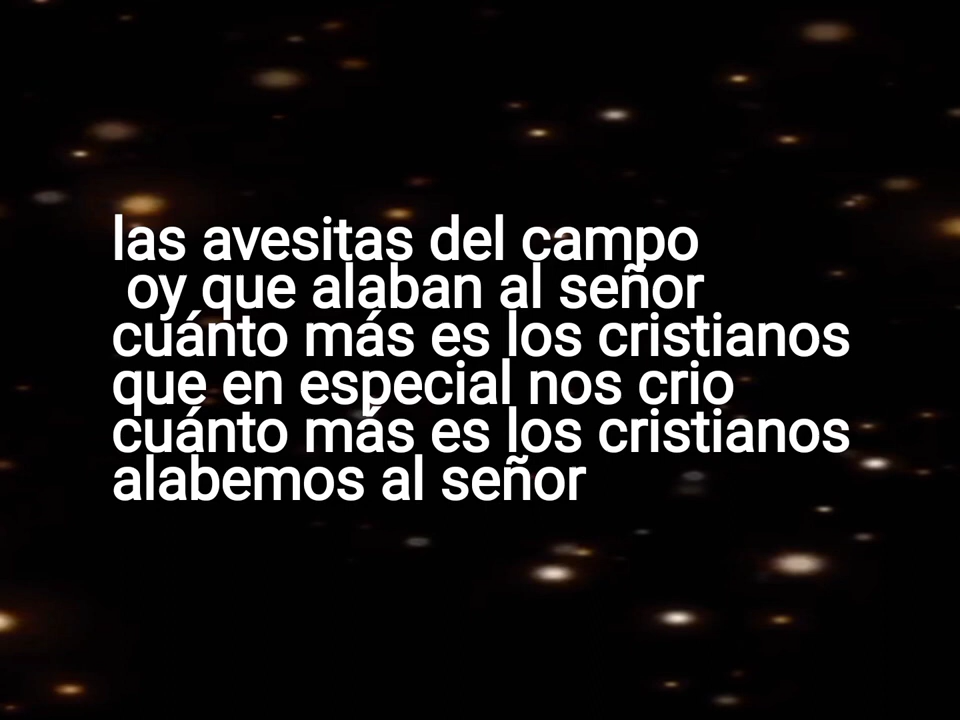 las avesitas del campo
oy que alaban al señor
cuánto más es los cristianos
que en especial nos crio
cuánto más es los cristianos
alabemos al señor